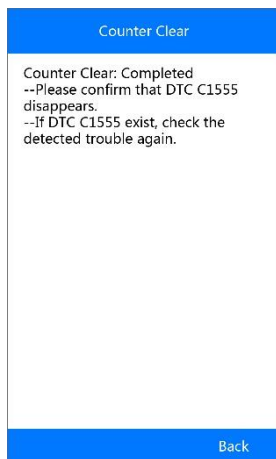 Counter Clear
Counter Clear: Completed
--Please confirm that DTC C1555
disappears.
--If DTC C1555 exist, check the
detected trouble again.
Back